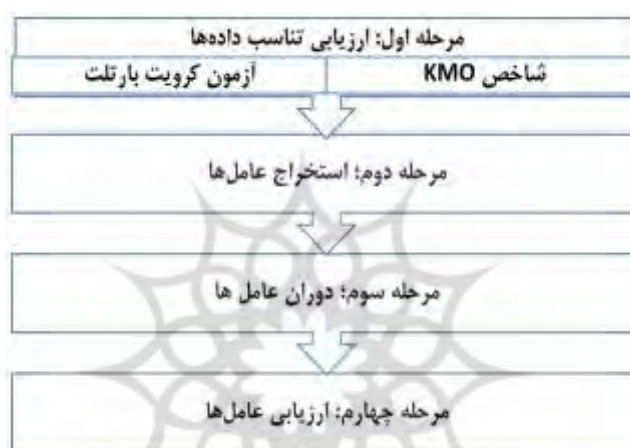 مرحله اول: ارزیابی تناسب داده‌ها
شاخص KMO
آزمون کرویت بارتلت
مرحله دوم؛ استخراج عامل‌ها
مرحله سوم؛ دوران عامل ها
مرحله چهارم: ارزیابی عامل‌ها